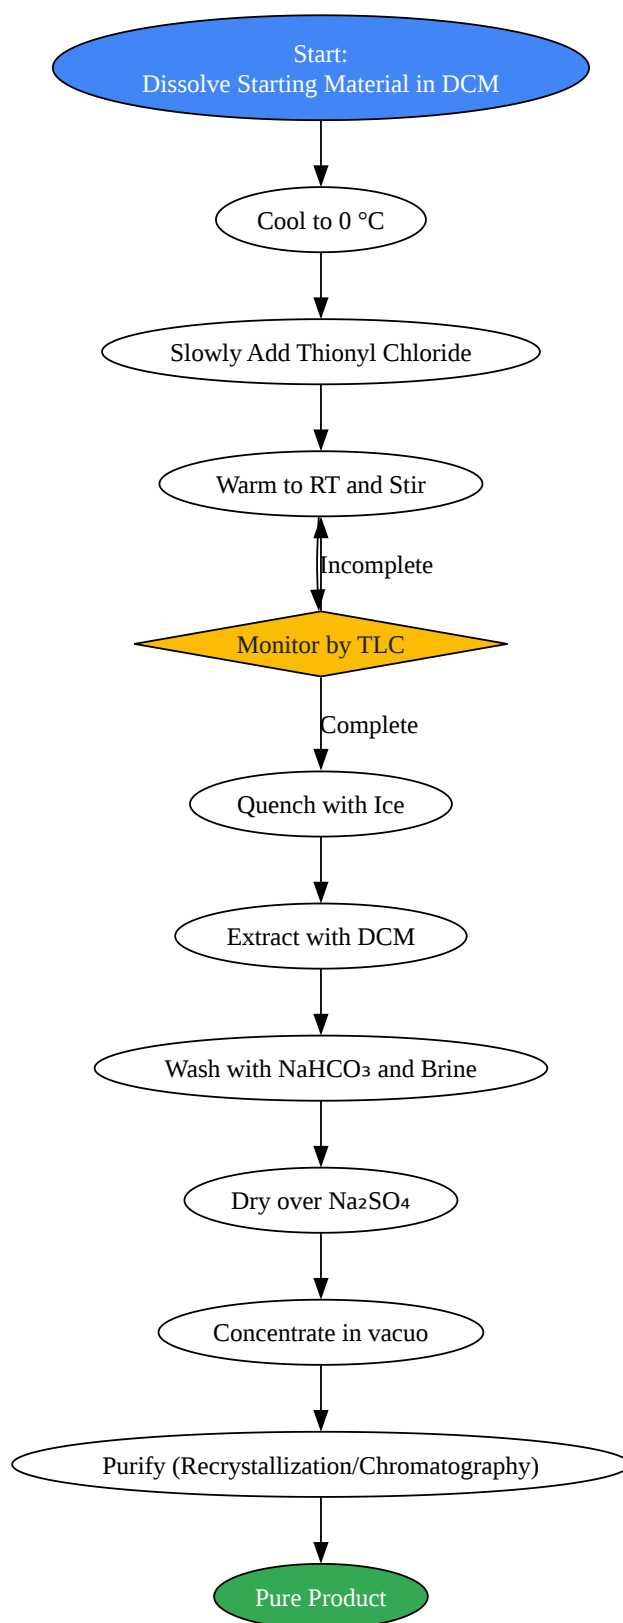 Start:
Dissolve Starting Material in DCM
Cool to 0 °C
Slowly Add Thionyl Chloride
Warm to RT and Stir
Incomplete
Monitor by TLC
Complete
Quench with Ice
Extract with DCM
Wash with NaHCO₃ and Brine
Dry over Na₂SO₄
Concentrate in vacuo
Purify (Recrystallization/Chromatography)
Pure Product